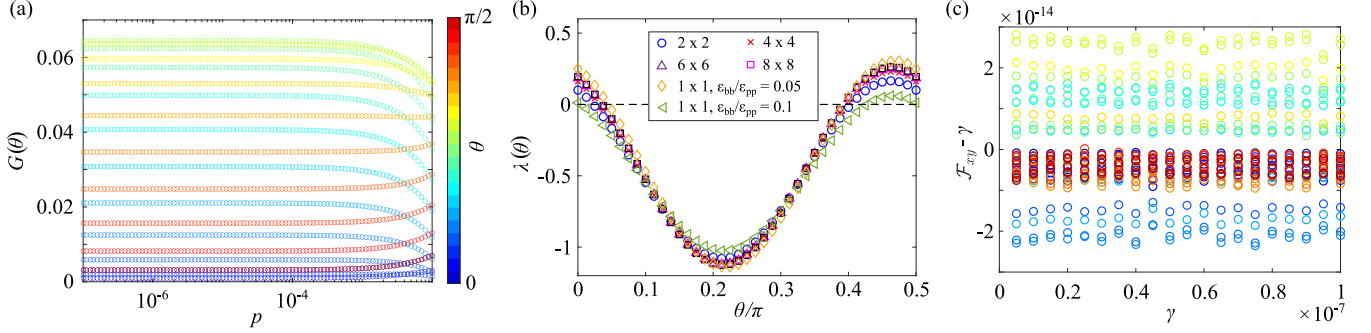 (a)
π/2
0.06
0.04
0.02
0
G(θ)
10⁻⁶
10⁻⁴
p
θ
0
(b)
0.5
0
-0.5
-1
λ(θ)
2 x 2
4 x 4
6 x 6
8 x 8
1 x 1, ε_bb/ε_pp = 0.05
1 x 1, ε_bb/ε_pp = 0.1
0
0.1
0.2
0.3
0.4
0.5
θ/π
(c)
×10⁻¹⁴
2
0
-2
ℱ_xy - γ
0
0.2
0.4
0.6
0.8
1
γ
×10⁻⁷